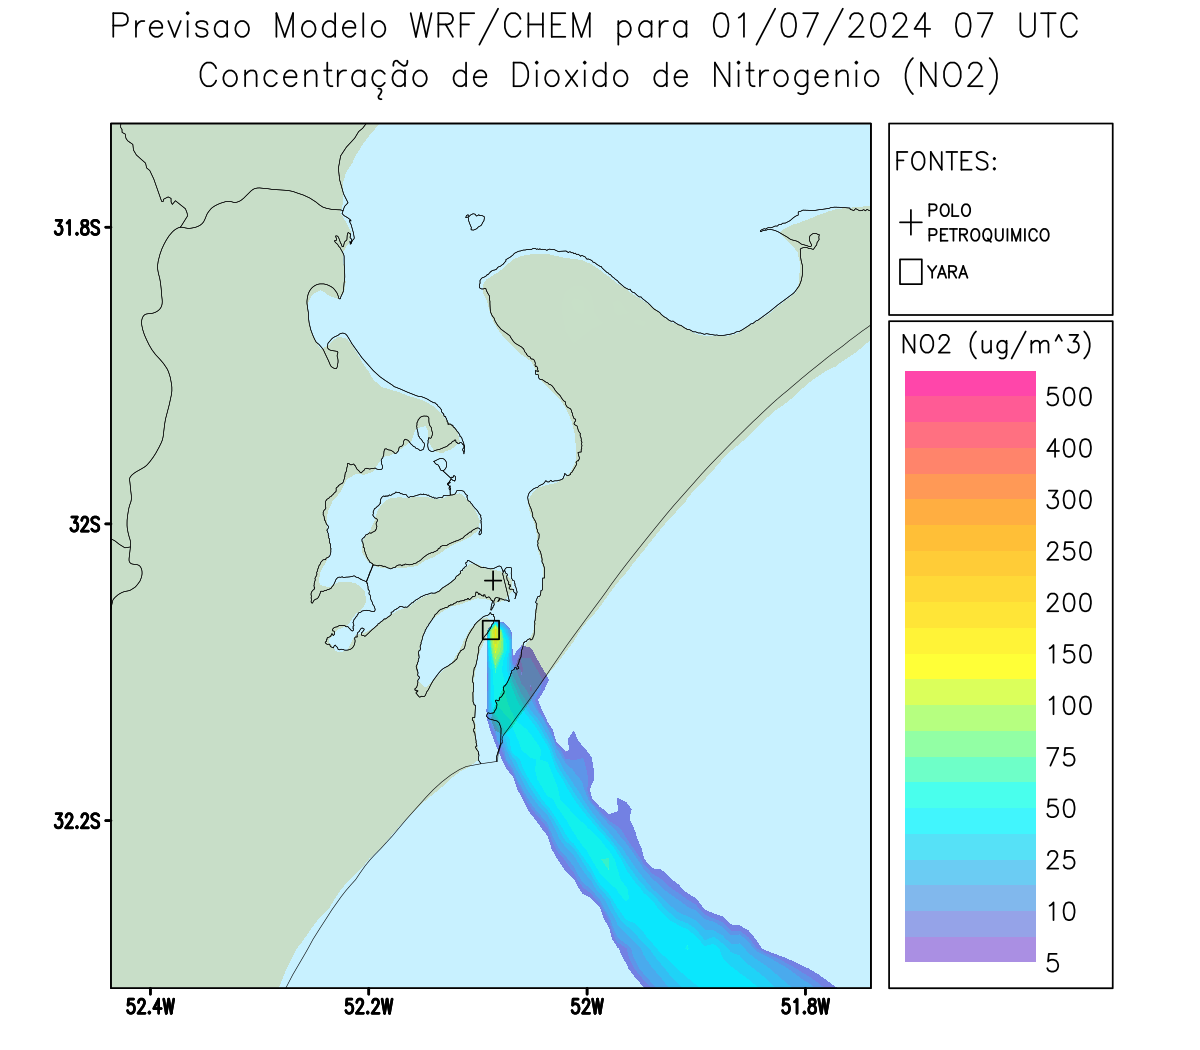 Previsao Modelo WRF/CHEM para 01/07/2024 07 UTC
Concentração de Dioxido de Nitrogenio (NO2)
FONTES:
POLO
PETROQUIMICO
YARA
NO2 (ug/m^3)
500
400
300
250
200
150
100
75
50
25
10
5
31.8S
32S
32.2S
52.4W
52.2W
52W
51.8W